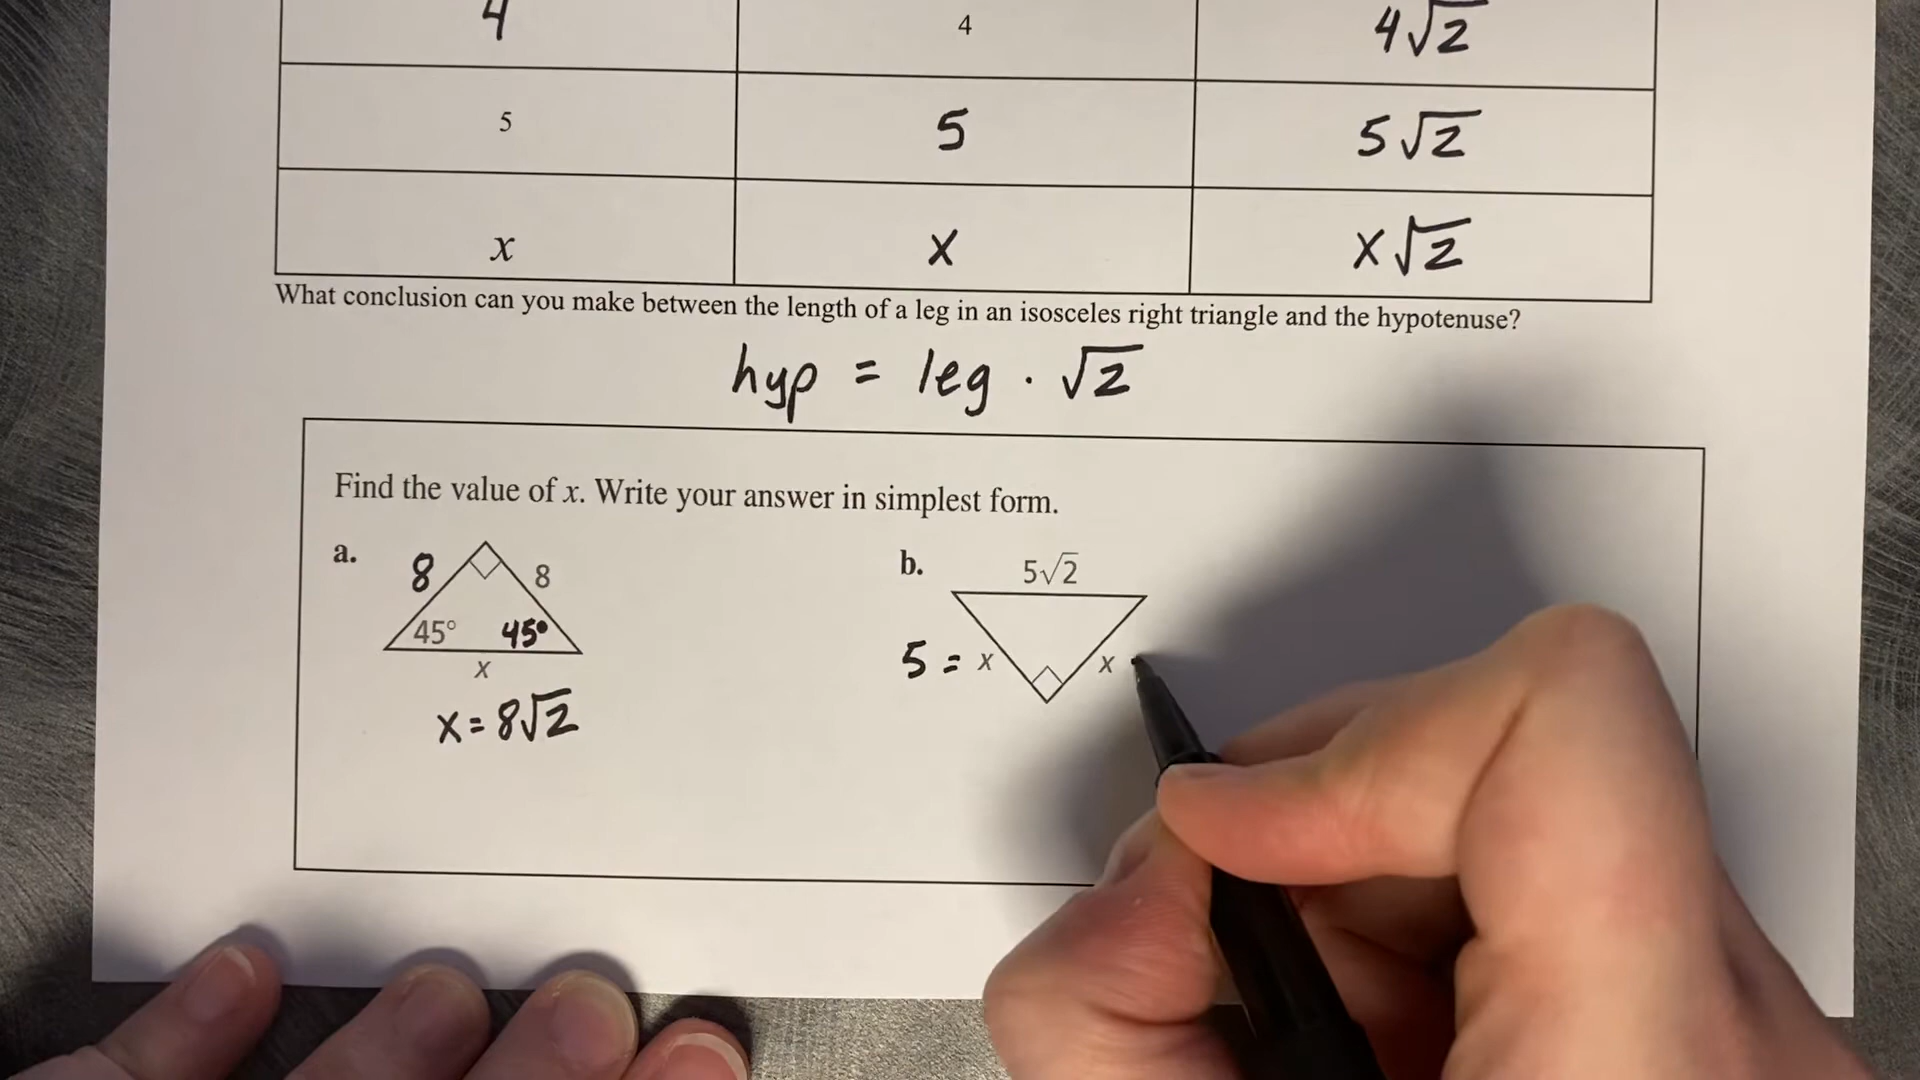 4 4 4√2
5 5 5√2
x x x√2
What conclusion can you make between the length of a leg in an isosceles right triangle and the hypotenuse?
hyp = leg · √2
Find the value of x. Write your answer in simplest form.
a. 8 8
45° 45°
x
x = 8√2
b. 5√2
5 = x x